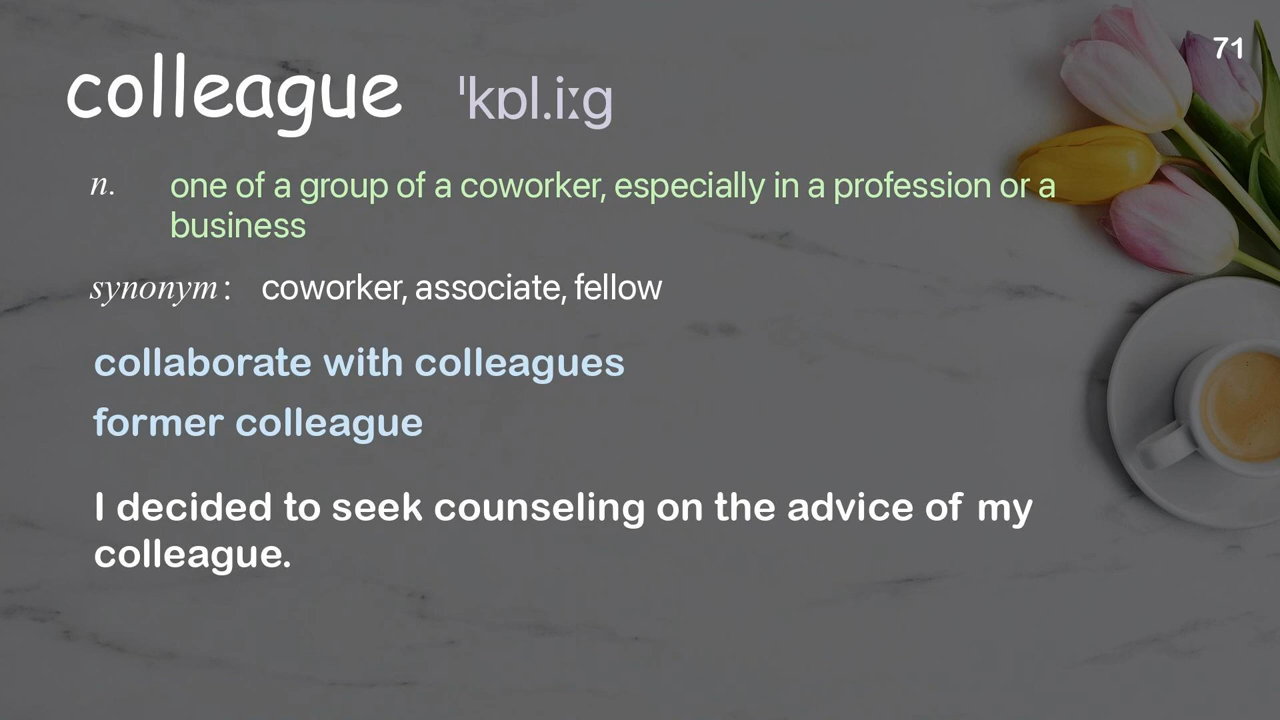 71
colleague ˈkɒl.iːg
n. one of a group of a coworker, especially in a profession or a
business
synonym: coworker, associate, fellow
collaborate with colleagues
former colleague
I decided to seek counseling on the advice of my
colleague.